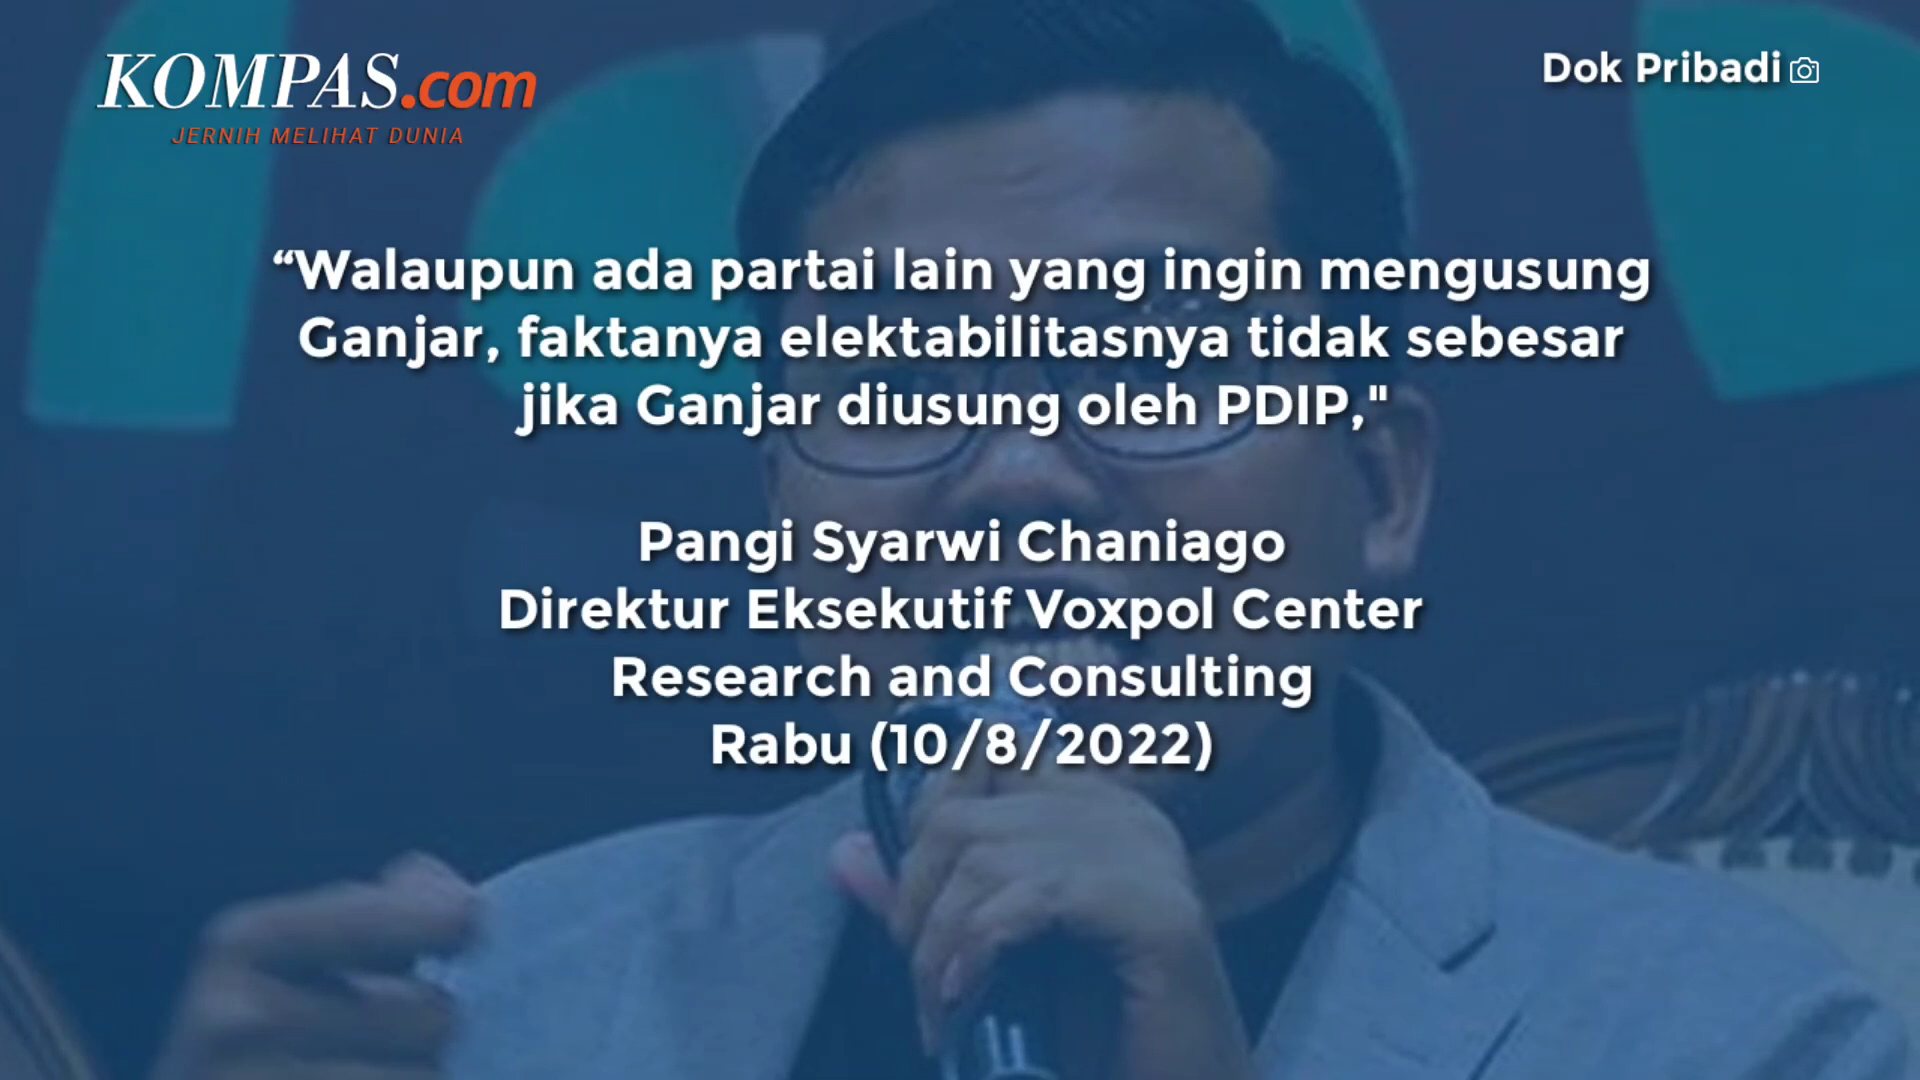 KOMPAS.com
JERNIH MELIHAT DUNIA
Dok Pribadi
“Walaupun ada partai lain yang ingin mengusung
Ganjar, faktanya elektabilitasnya tidak sebesar
jika Ganjar diusung oleh PDIP,"
Pangi Syarwi Chaniago
Direktur Eksekutif Voxpol Center
Research and Consulting
Rabu (10/8/2022)